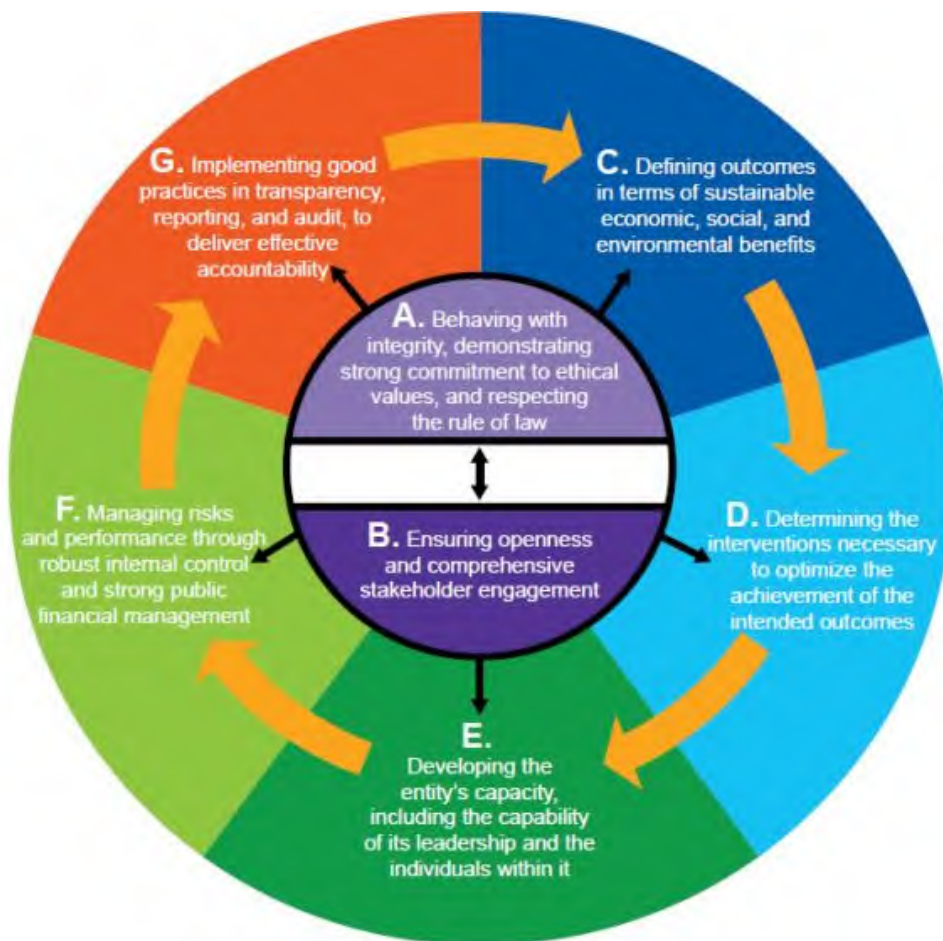 G. Implementing good
practices in transparency,
reporting, and audit, to
deliver effective
accountability
C. Defining outcomes
in terms of sustainable
economic, social, and
environmental benefits
A. Behaving with
integrity, demonstrating
strong commitment to ethical
values, and respecting
the rule of law
B. Ensuring openness
and comprehensive
stakeholder engagement
F. Managing risks
and performance through
robust internal control
and strong public
financial management
D. Determining the
interventions necessary
to optimize the
achievement of the
intended outcomes
E.
Developing the
entity's capacity,
including the capability
of its leadership and the
individuals within it